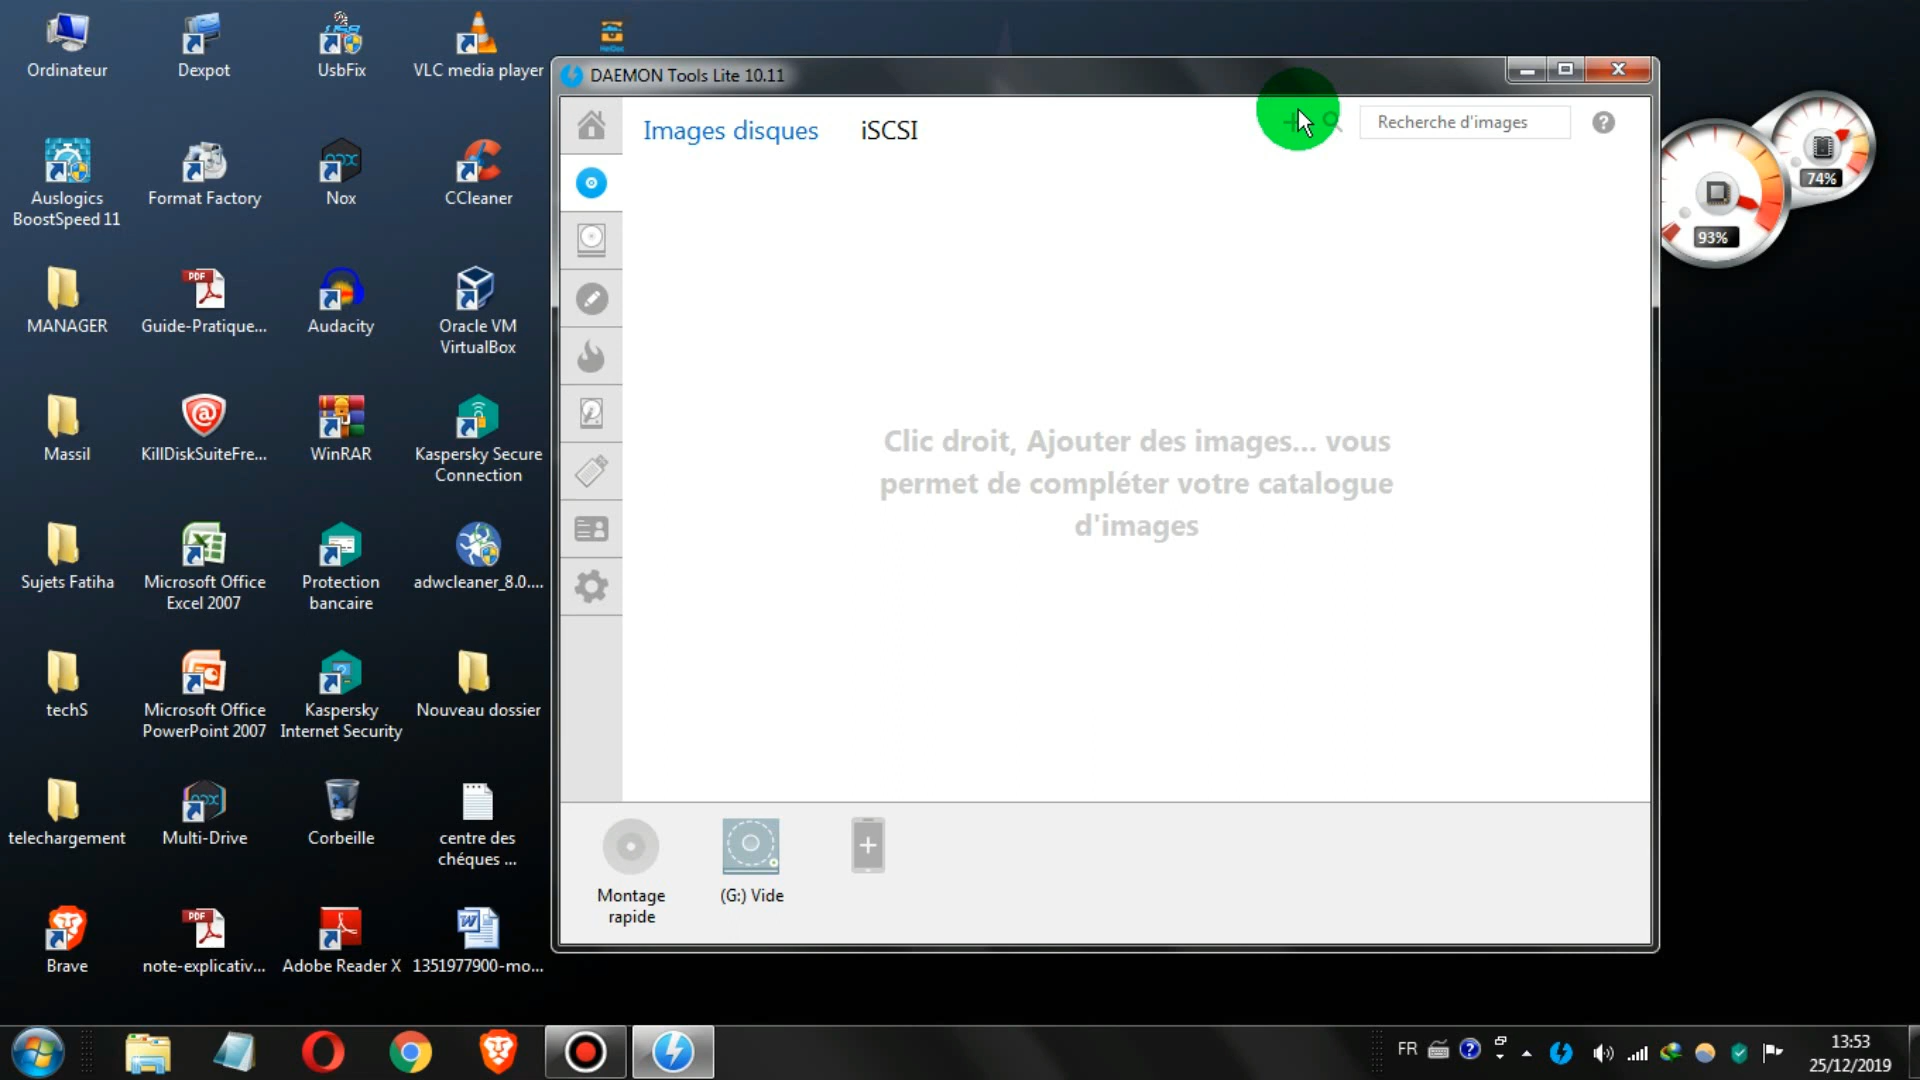 Ordinateur
Dexpot
UsbFix
VLC media player
HeiDoc
DAEMON Tools Lite 10.11
Images disques
iSCSI
Recherche d'images
?
74%
93%
Auslogics
BoostSpeed 11
Format Factory
Nox
CCleaner
MANAGER
Guide-Pratique...
Audacity
Oracle VM
VirtualBox
Massil
KillDiskSuiteFre...
WinRAR
Kaspersky Secure
Connection
Clic droit, Ajouter des images... vous
permet de compléter votre catalogue
d'images
Sujets Fatiha
Microsoft Office
Excel 2007
Protection
bancaire
adwcleaner_8.0....
techS
Microsoft Office
PowerPoint 2007
Kaspersky
Internet Security
Nouveau dossier
telechargement
Multi-Drive
Corbeille
centre des
chéques ...
Brave
note-explicativ...
Adobe Reader X
1351977900-mo...
Montage
rapide
(G:) Vide
FR
13:53
25/12/2019